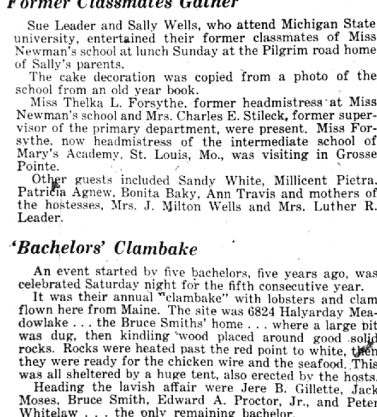 Former Classmates Gather
Sue Leader and Sally Wells, who attend Michigan State
university, entertained their former classmates of Miss
Newman's school at lunch Sunday at the Pilgrim road home
of Sally's parents.
The cake decoration was copied from a photo of the
school from an old year book.
Miss Thelka L. Forsythe, former headmistress at Miss
Newman's school and Mrs. Charles E. Stileck, former super-
visor of the primary department, were present. Miss For-
sythe, now headmistress of the intermediate school of
Mary's Academy, St. Louis, Mo., was visiting in Grosse
Pointe.
Other guests included Sandy White, Millicent Pietra,
Patricia Agnew, Bonita Baky, Ann Travis and mothers of
the hostesses, Mrs. J. Milton Wells and Mrs. Luther R.
Leader.
'Bachelors' Clambake
An event started by five bachelors, five years ago, was
celebrated Saturday night for the fifth consecutive year.
It was their annual "clambake" with lobsters and clam
flown here from Maine. The site was 6824 Halyarday Mea-
dowlake . . . the Bruce Smiths' home . . . where a large bit
was dug, then kindling wood placed around good solid
rocks. Rocks were heated past the red point to white, then
they were ready for the chicken wire and the seafood. This
was all sheltered by a huge tent, also erected by the hosts.
Heading the lavish affair were Jere B. Gillette, Jack
Moses, Bruce Smith, Edward A. Proctor, Jr., and Peter
Whitelaw . . . the only remaining bachelor.